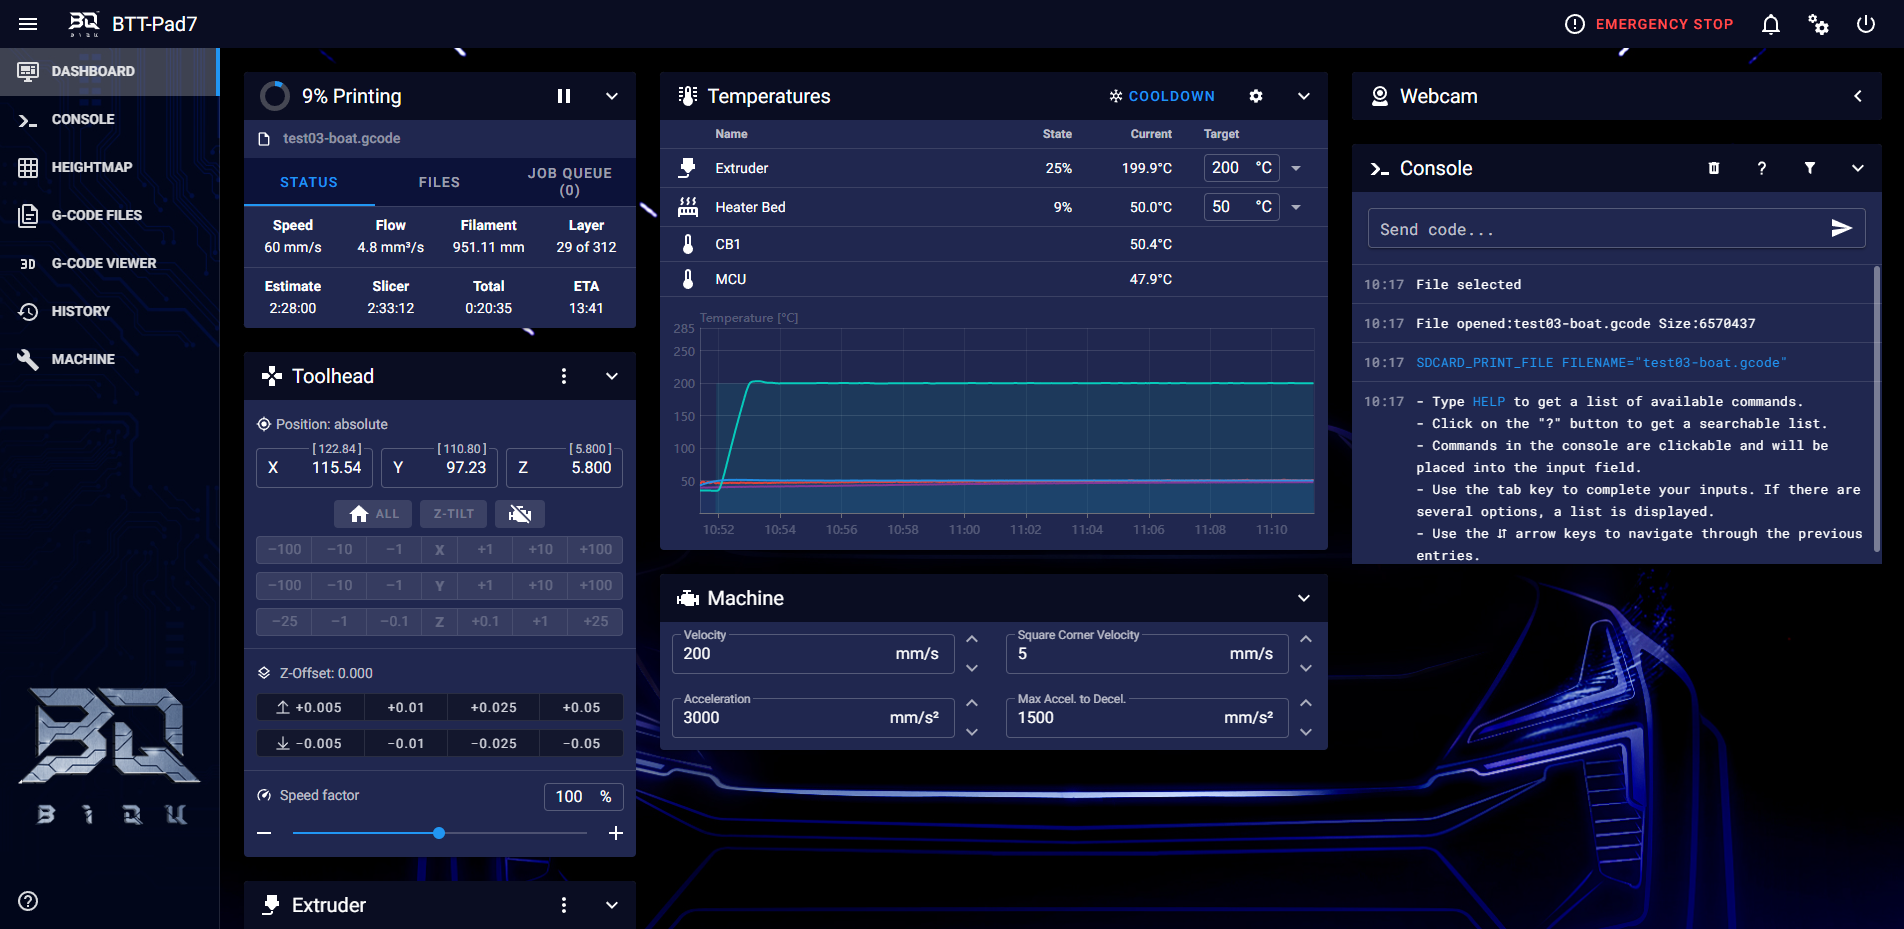 BQ
BIQU
BTT-Pad7
EMERGENCY STOP
DASHBOARD
CONSOLE
HEIGHTMAP
G-CODE FILES
3D G-CODE VIEWER
HISTORY
MACHINE
BQ
BIQU
9% Printing
test03-boat.gcode
STATUS FILES JOB QUEUE
(0)
Speed Flow Filament Layer
60 mm/s 4.8 mm³/s 951.11 mm 29 of 312
Estimate Slicer Total ETA
2:28:00 2:33:12 0:20:35 13:41
Toolhead
Position: absolute
[122.84] [110.80] [5.800]
X 115.54 Y 97.23 Z 5.800
ALL Z-TILT
−100 −10 −1 X +1 +10 +100
−100 −10 −1 Y +1 +10 +100
−25 −1 −0.1 Z +0.1 +1 +25
Z-Offset: 0.000
+0.005 +0.01 +0.025 +0.05
−0.005 −0.01 −0.025 −0.05
Speed factor 100 %
Extruder
Temperatures COOLDOWN
Name State Current Target
Extruder 25% 199.9°C 200 °C
Heater Bed 9% 50.0°C 50 °C
CB1 50.4°C
MCU 47.9°C
Temperature [°C]
285
250
200
150
100
50
10:52 10:54 10:56 10:58 11:00 11:02 11:04 11:06 11:08 11:10
Machine
Velocity Square Corner Velocity
200 mm/s 5 mm/s
Acceleration Max Accel. to Decel.
3000 mm/s² 1500 mm/s²
Webcam
Console
Send code...
10:17 File selected
10:17 File opened:test03-boat.gcode Size:6570437
10:17 SDCARD_PRINT_FILE FILENAME="test03-boat.gcode"
10:17 - Type HELP to get a list of available commands.
- Click on the "?" button to get a searchable list.
- Commands in the console are clickable and will be
placed into the input field.
- Use the tab key to complete your inputs. If there are
several options, a list is displayed.
- Use the ⇵ arrow keys to navigate through the previous
entries.